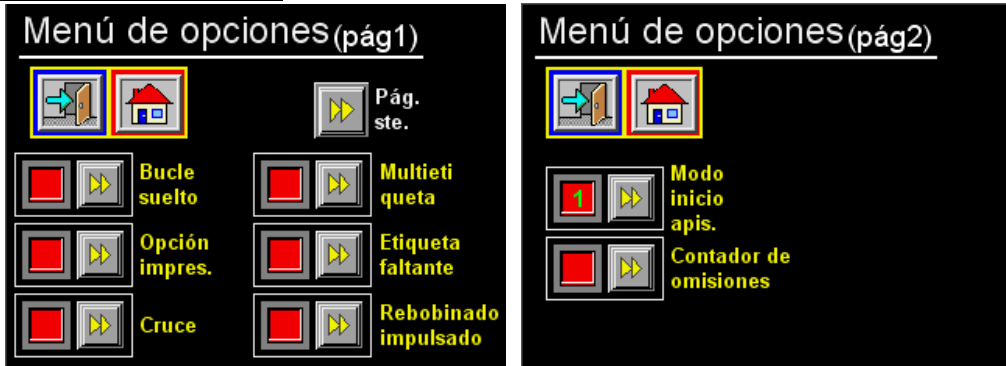 Menú de opciones(pág1)
Pág.
ste.
Bucle
suelto
Multieti
queta
Opción
impres.
Etiqueta
faltante
Cruce
Rebobinado
impulsado
Menú de opciones(pág2)
1
Modo
inicio
apis.
Contador de
omisiones